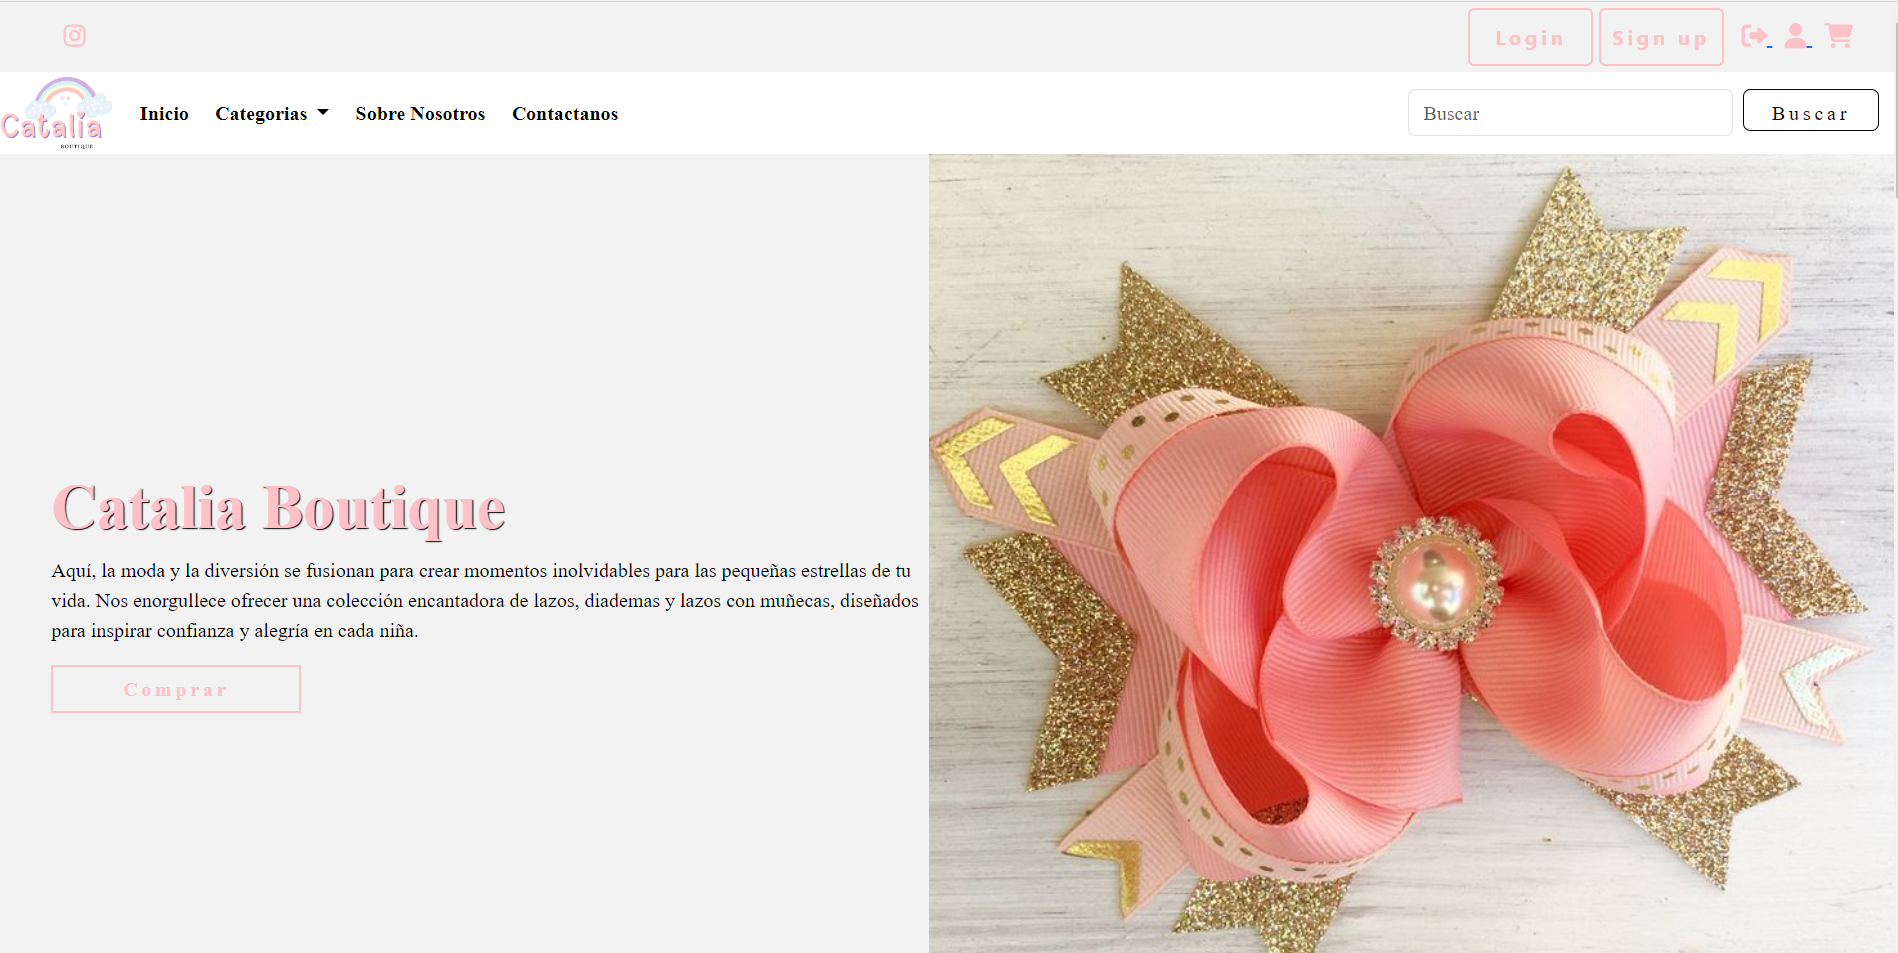 Login Sign up
Catalia
BOUTIQUE
Inicio Categorias Sobre Nosotros Contactanos Buscar Buscar
Catalia Boutique
Aquí, la moda y la diversión se fusionan para crear momentos inolvidables para las pequeñas estrellas de tu
vida. Nos enorgullece ofrecer una colección encantadora de lazos, diademas y lazos con muñecas, diseñados
para inspirar confianza y alegría en cada niña.
Comprar